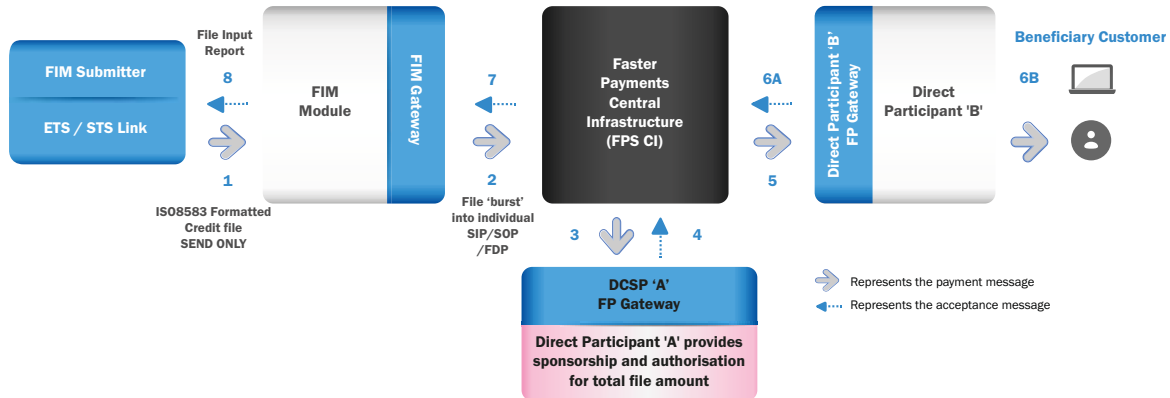 FIM Submitter
ETS / STS Link
File Input
Report
8
1
ISO8583 Formatted
Credit file
SEND ONLY
FIM
Module
FIM Gateway
7
2
File ‘burst’
into individual
SIP/SOP
/FDP
Faster
Payments
Central
Infrastructure
(FPS CI)
3
4
DCSP ‘A’
FP Gateway
Direct Participant 'A' provides
sponsorship and authorisation
for total file amount
6A
5
Direct Participant ‘B’
FP Gateway
Direct
Participant 'B'
Beneficiary Customer
6B
Represents the payment message
Represents the acceptance message